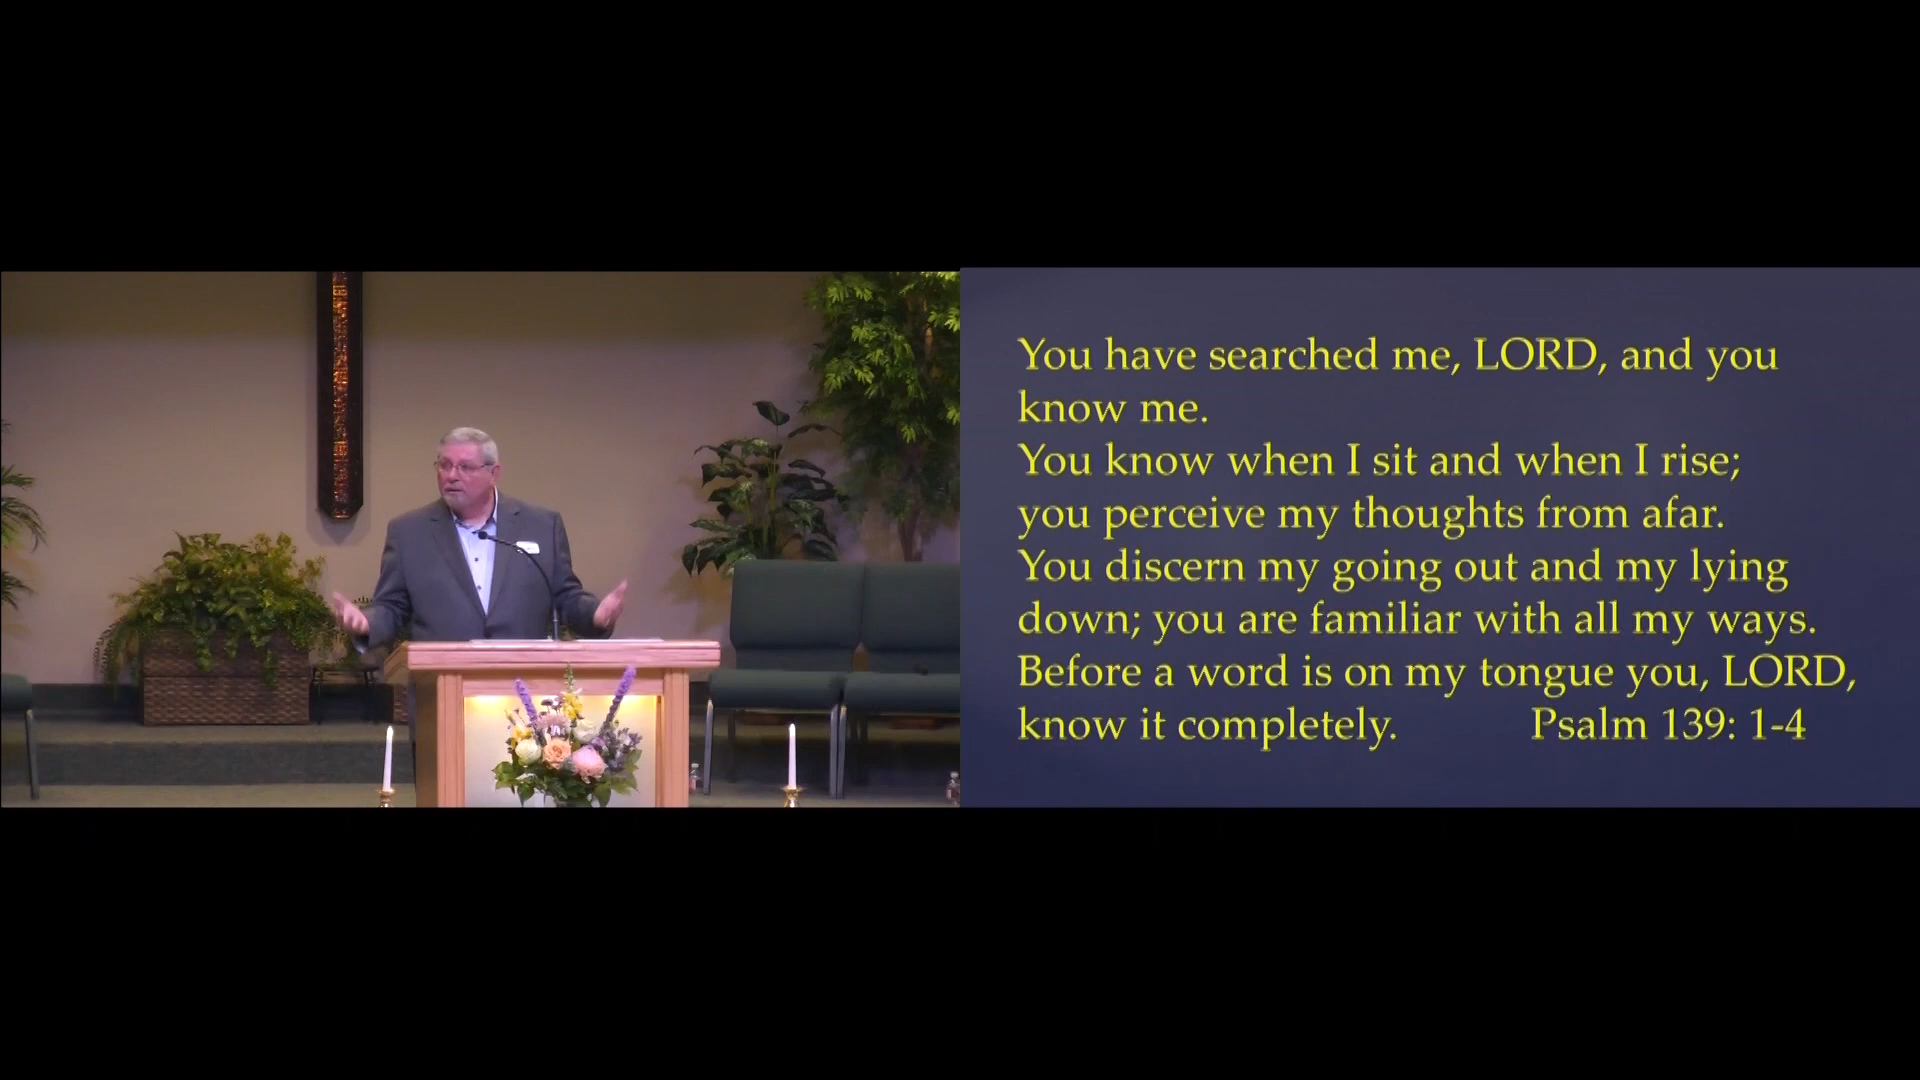 You have searched me, LORD, and you
know me.
You know when I sit and when I rise;
you perceive my thoughts from afar.
You discern my going out and my lying
down; you are familiar with all my ways.
Before a word is on my tongue you, LORD,
know it completely. Psalm 139: 1-4